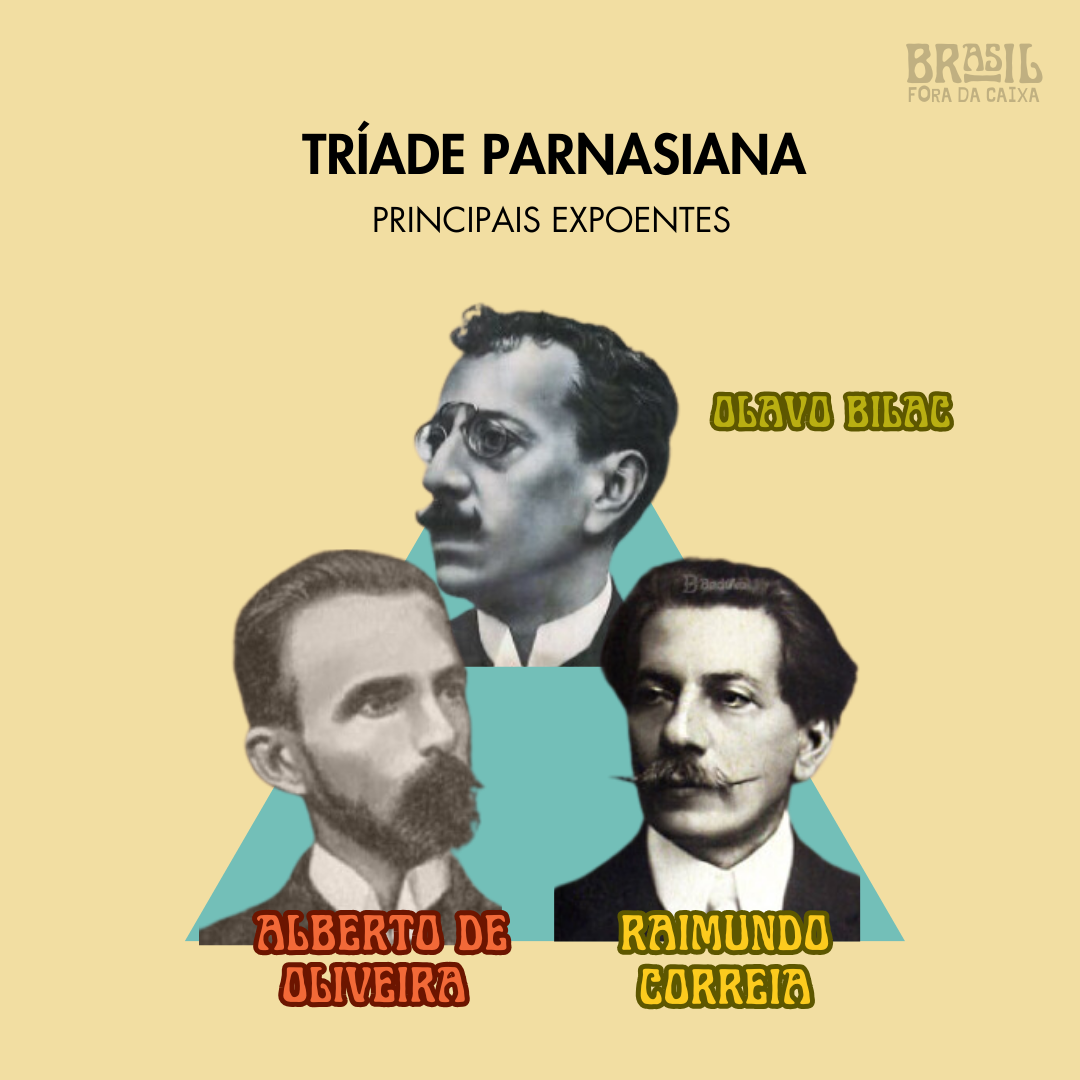 BRASIL
FORA DA CAIXA
TRÍADE PARNASIANA
PRINCIPAIS EXPOENTES
OLAVO BILAC
ALBERTO DE
OLIVEIRA
RAIMUNDO
CORREIA